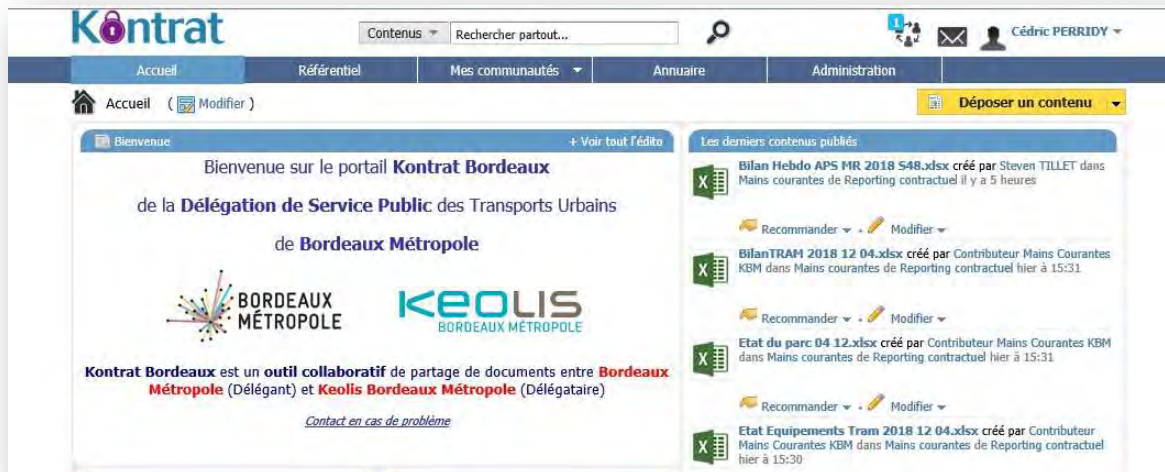 Kontrat
Contenus
Rechercher partout...
1
Cédric PERRIDY
Accueil
Référentiel
Mes communautés
Annuaire
Administration
Accueil ( Modifier )
Déposer un contenu
Bienvenue
+ Voir tout l'édito
Bienvenue sur le portail Kontrat Bordeaux
de la Délégation de Service Public des Transports Urbains
de Bordeaux Métropole
BORDEAUX
MÉTROPOLE
KEOLIS
BORDEAUX MÉTROPOLE
Kontrat Bordeaux est un outil collaboratif de partage de documents entre Bordeaux
Métropole (Délégant) et Keolis Bordeaux Métropole (Délégataire)
Contact en cas de problème
Les derniers contenus publiés
Bilan Hebdo APS MR 2018 S48.xlsx créé par Steven TILLET dans
Mains courantes de Reporting contractuel il y a 5 heures
Recommander - Modifier
BilanTRAM 2018 12 04.xlsx créé par Contributeur Mains Courantes
KBM dans Mains courantes de Reporting contractuel hier à 15:31
Recommander - Modifier
Etat du parc 04 12.xlsx créé par Contributeur Mains Courantes KBM
dans Mains courantes de Reporting contractuel hier à 15:31
Recommander - Modifier
Etat Equipements Tram 2018 12 04.xlsx créé par Contributeur
Mains Courantes KBM dans Mains courantes de Reporting contractuel
hier à 15:30